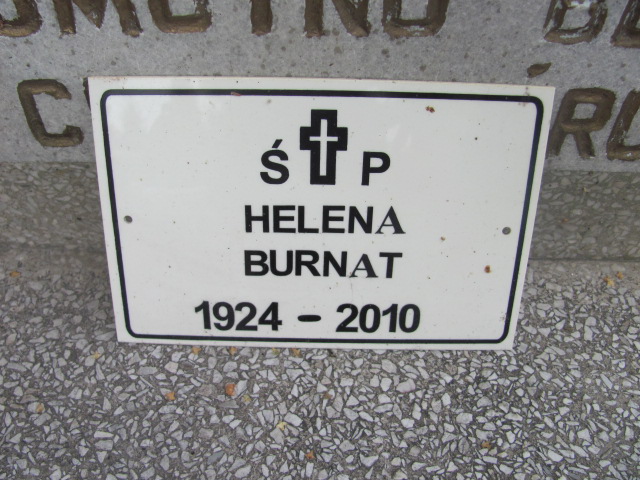 Ś P
HELENA
BURNAT
1924 - 2010